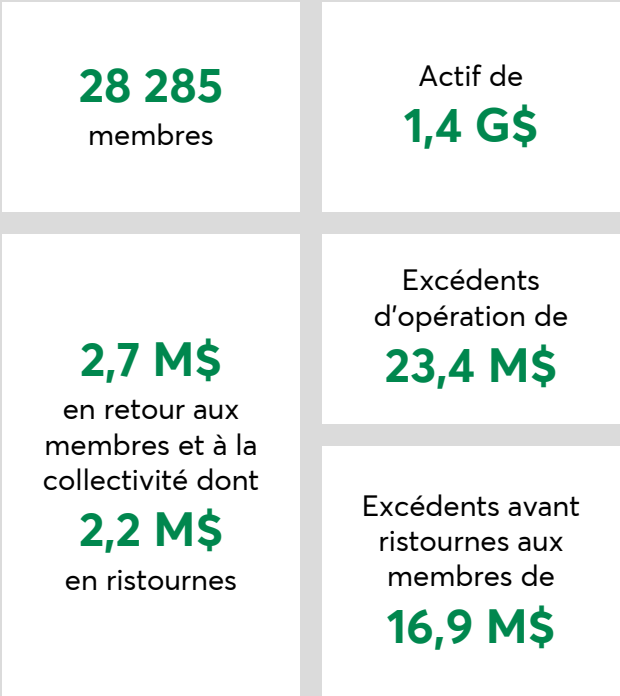 28 285
membres
Actif de
1,4 G$
2,7 M$
en retour aux
membres et à la
collectivité dont
2,2 M$
en ristournes
Excédents
d'opération de
23,4 M$
Excédents avant
ristournes aux
membres de
16,9 M$